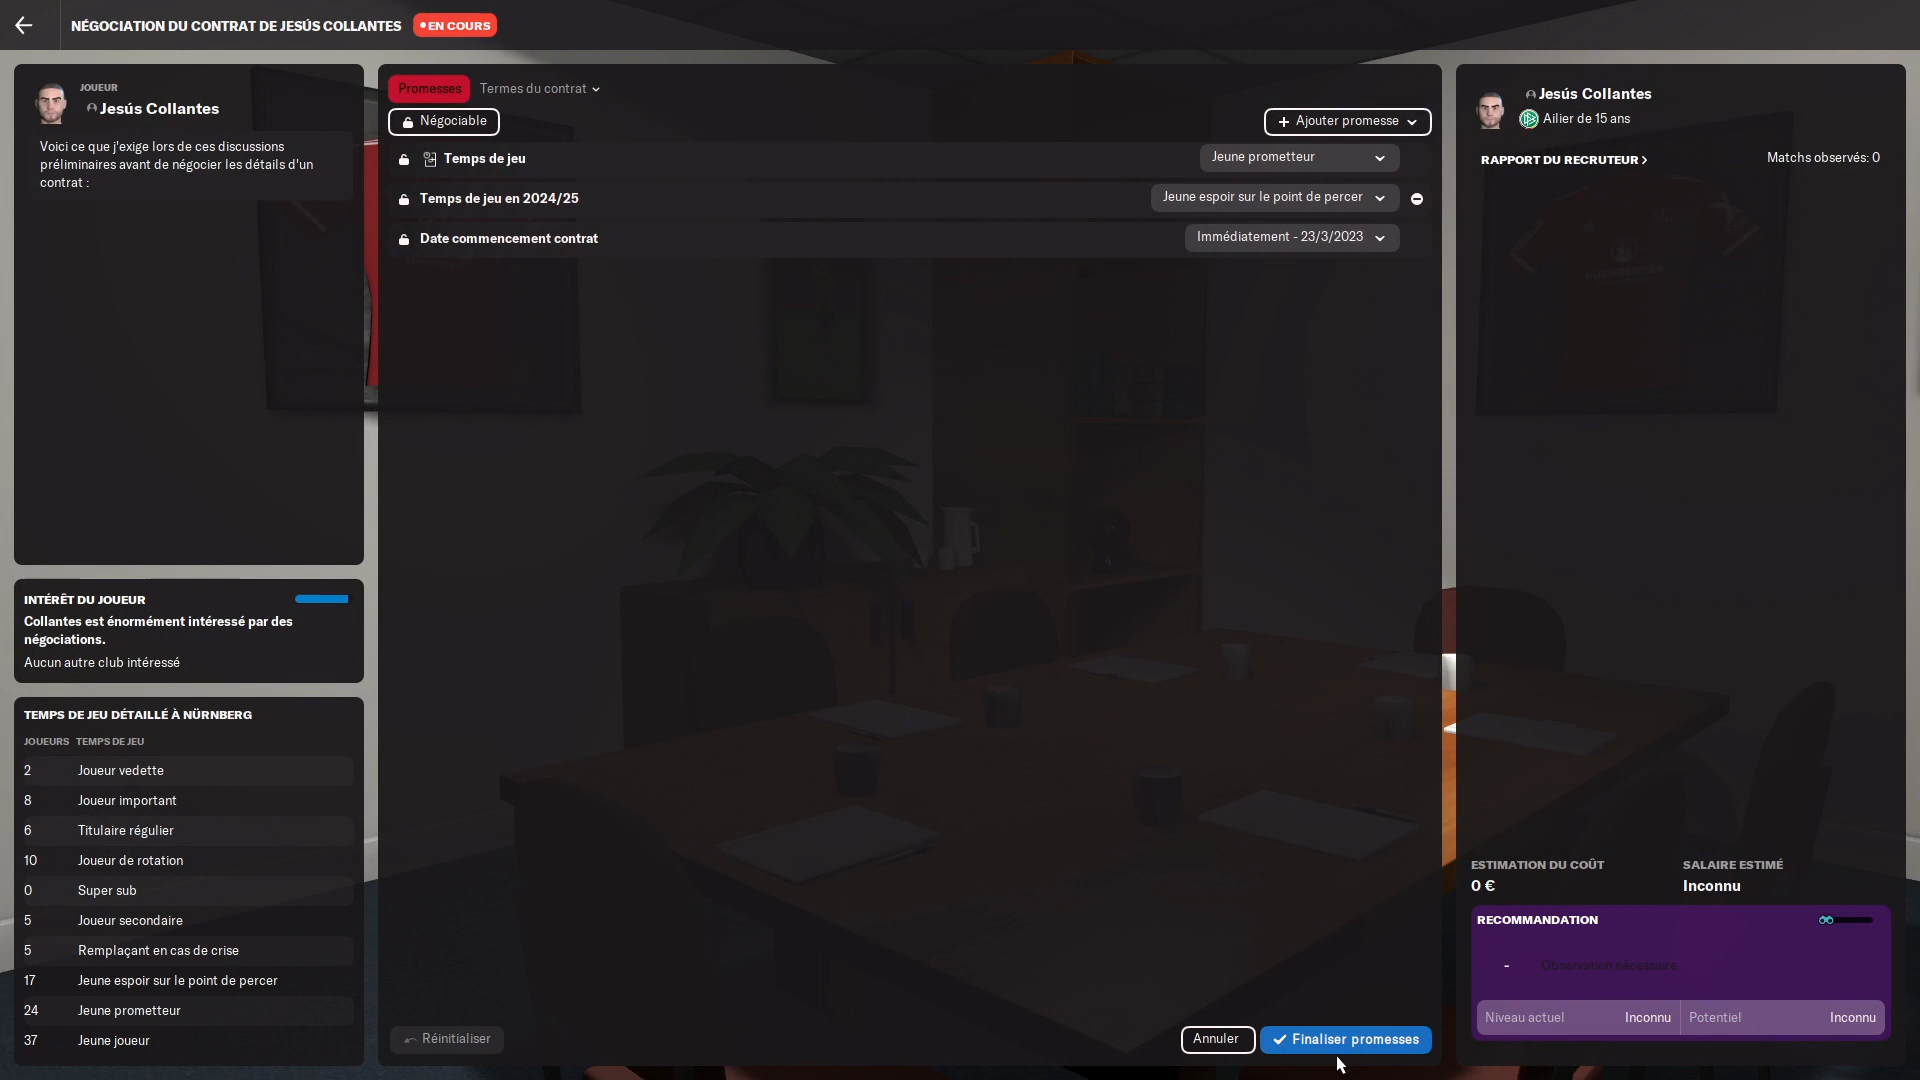 NÉGOCIATION DU CONTRAT DE JESÚS COLLANTES
EN COURS
JOUEUR
Jesús Collantes
Voici ce que j'exige lors de ces discussions
préliminaires avant de négocier les détails d'un
contrat :
INTÉRÊT DU JOUEUR
Collantes est énormément intéressé par des
négociations.
Aucun autre club intéressé
TEMPS DE JEU DÉTAILLÉ À NÜRNBERG
JOUEURS TEMPS DE JEU
2 Joueur vedette
8 Joueur important
6 Titulaire régulier
10 Joueur de rotation
0 Super sub
5 Joueur secondaire
5 Remplaçant en cas de crise
17 Jeune espoir sur le point de percer
24 Jeune prometteur
37 Jeune joueur
Promesses Termes du contrat
Négociable
Ajouter promesse
Temps de jeu Jeune prometteur
Temps de jeu en 2024/25 Jeune espoir sur le point de percer
Date commencement contrat Immédiatement - 23/3/2023
Réinitialiser
Annuler
Finaliser promesses
Jesús Collantes
Ailier de 15 ans
RAPPORT DU RECRUTEUR >
Matchs observés: 0
ESTIMATION DU COÛT
0 €
SALAIRE ESTIMÉ
Inconnu
RECOMMANDATION
- Observation nécessaire
Niveau actuel Inconnu
Potentiel Inconnu